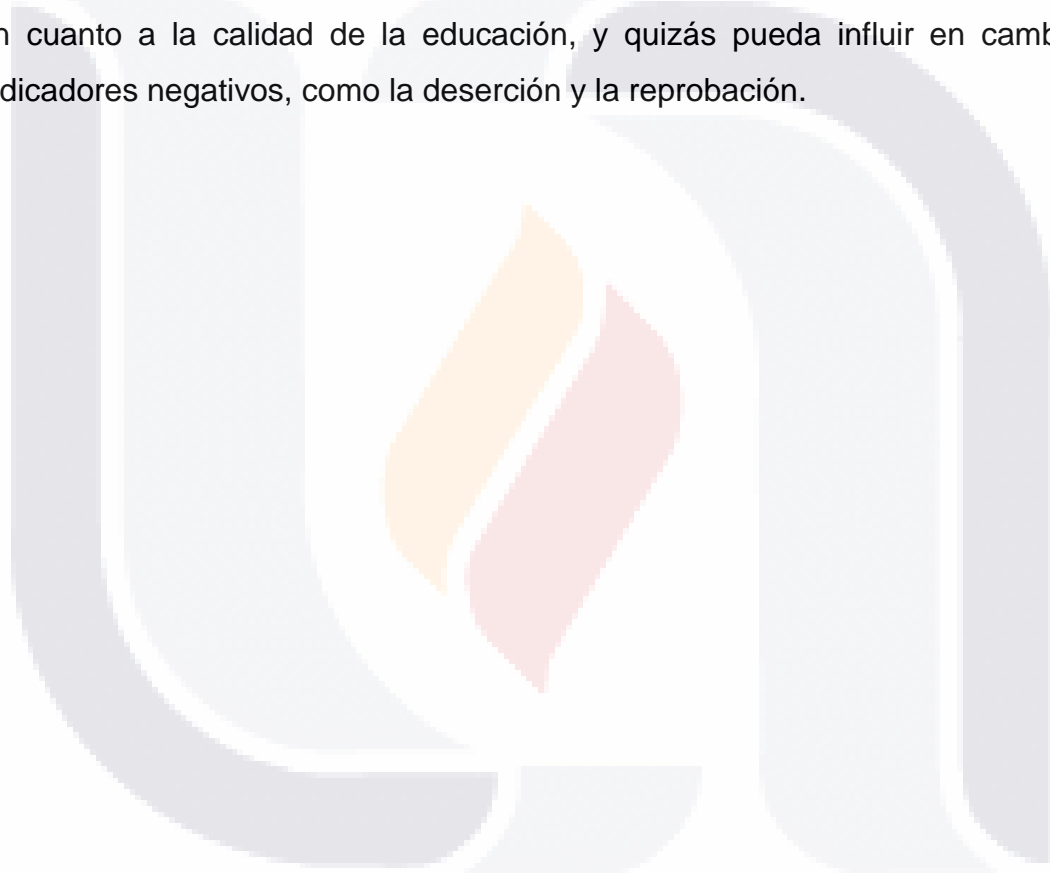 n cuanto a la calidad de la educación, y quizás pueda influir en camb
dicadores negativos, como la deserción y la reprobación.